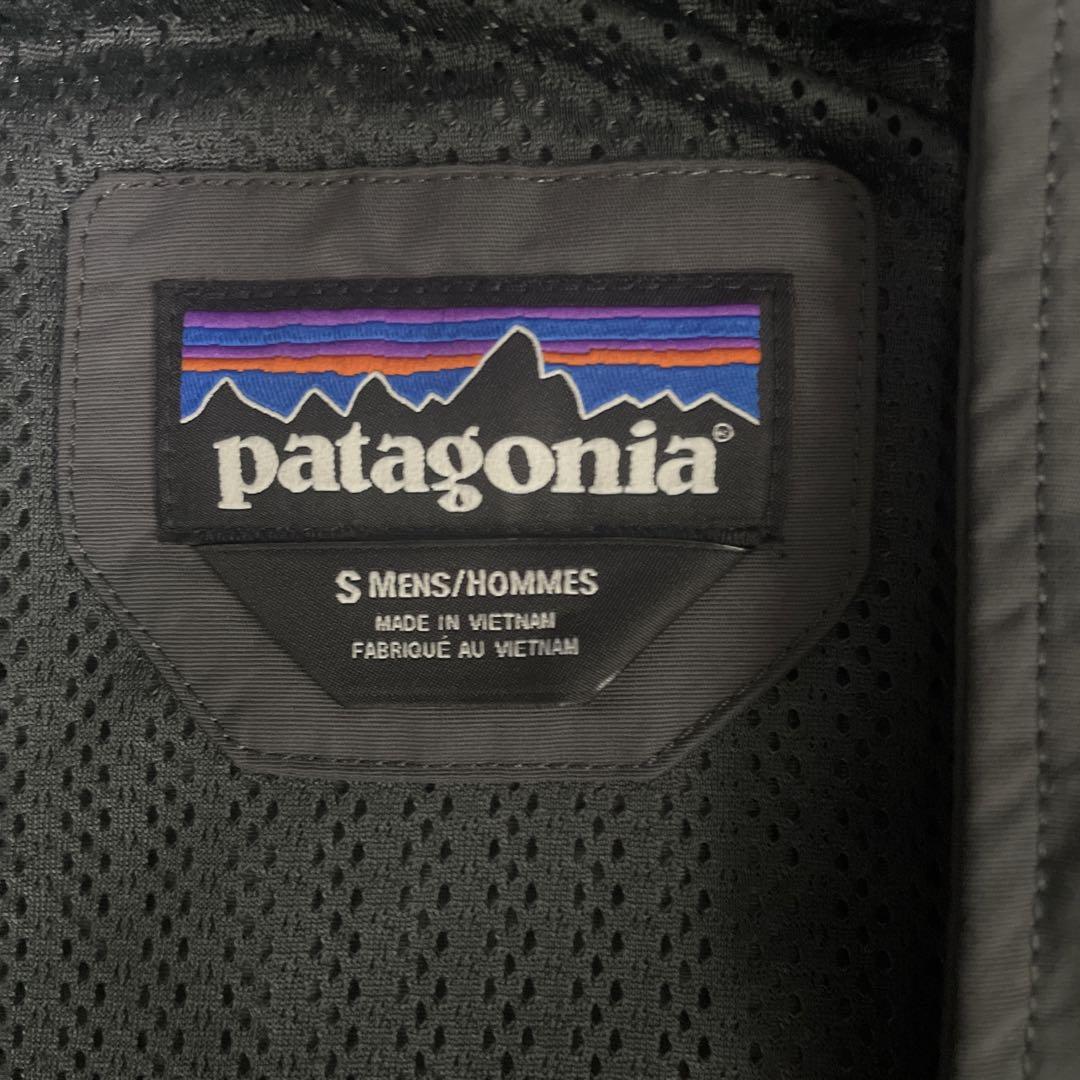 patagonia®
S MENS/HOMMES
MADE IN VIETNAM
FABRIQUÉ AU VIETNAM